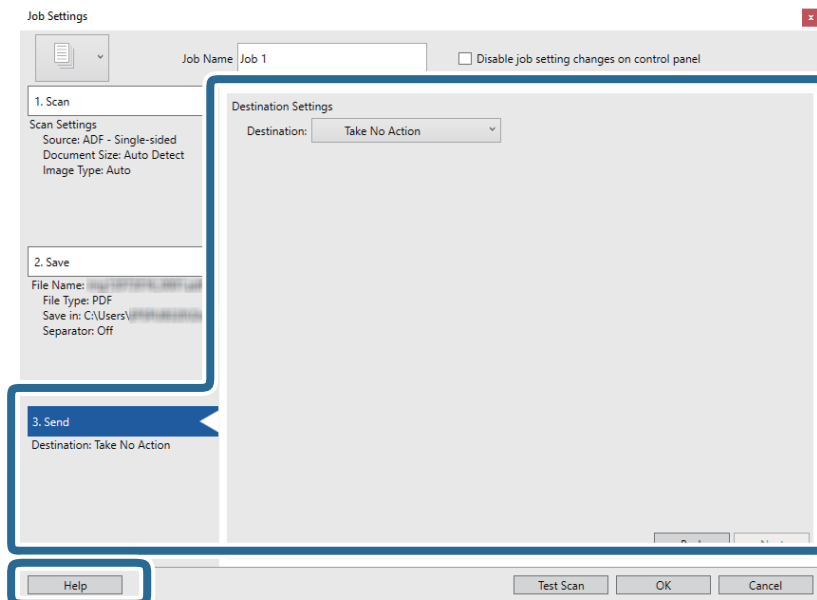 Job Settings
Job Name Job 1
Disable job setting changes on control panel
1. Scan
Scan Settings
Source: ADF - Single-sided
Document Size: Auto Detect
Image Type: Auto
2. Save
File Name:
File Type: PDF
Save in: C:\Users\
Separator: Off
3. Send
Destination: Take No Action
Destination Settings
Destination: Take No Action
Help
Test Scan
OK
Cancel